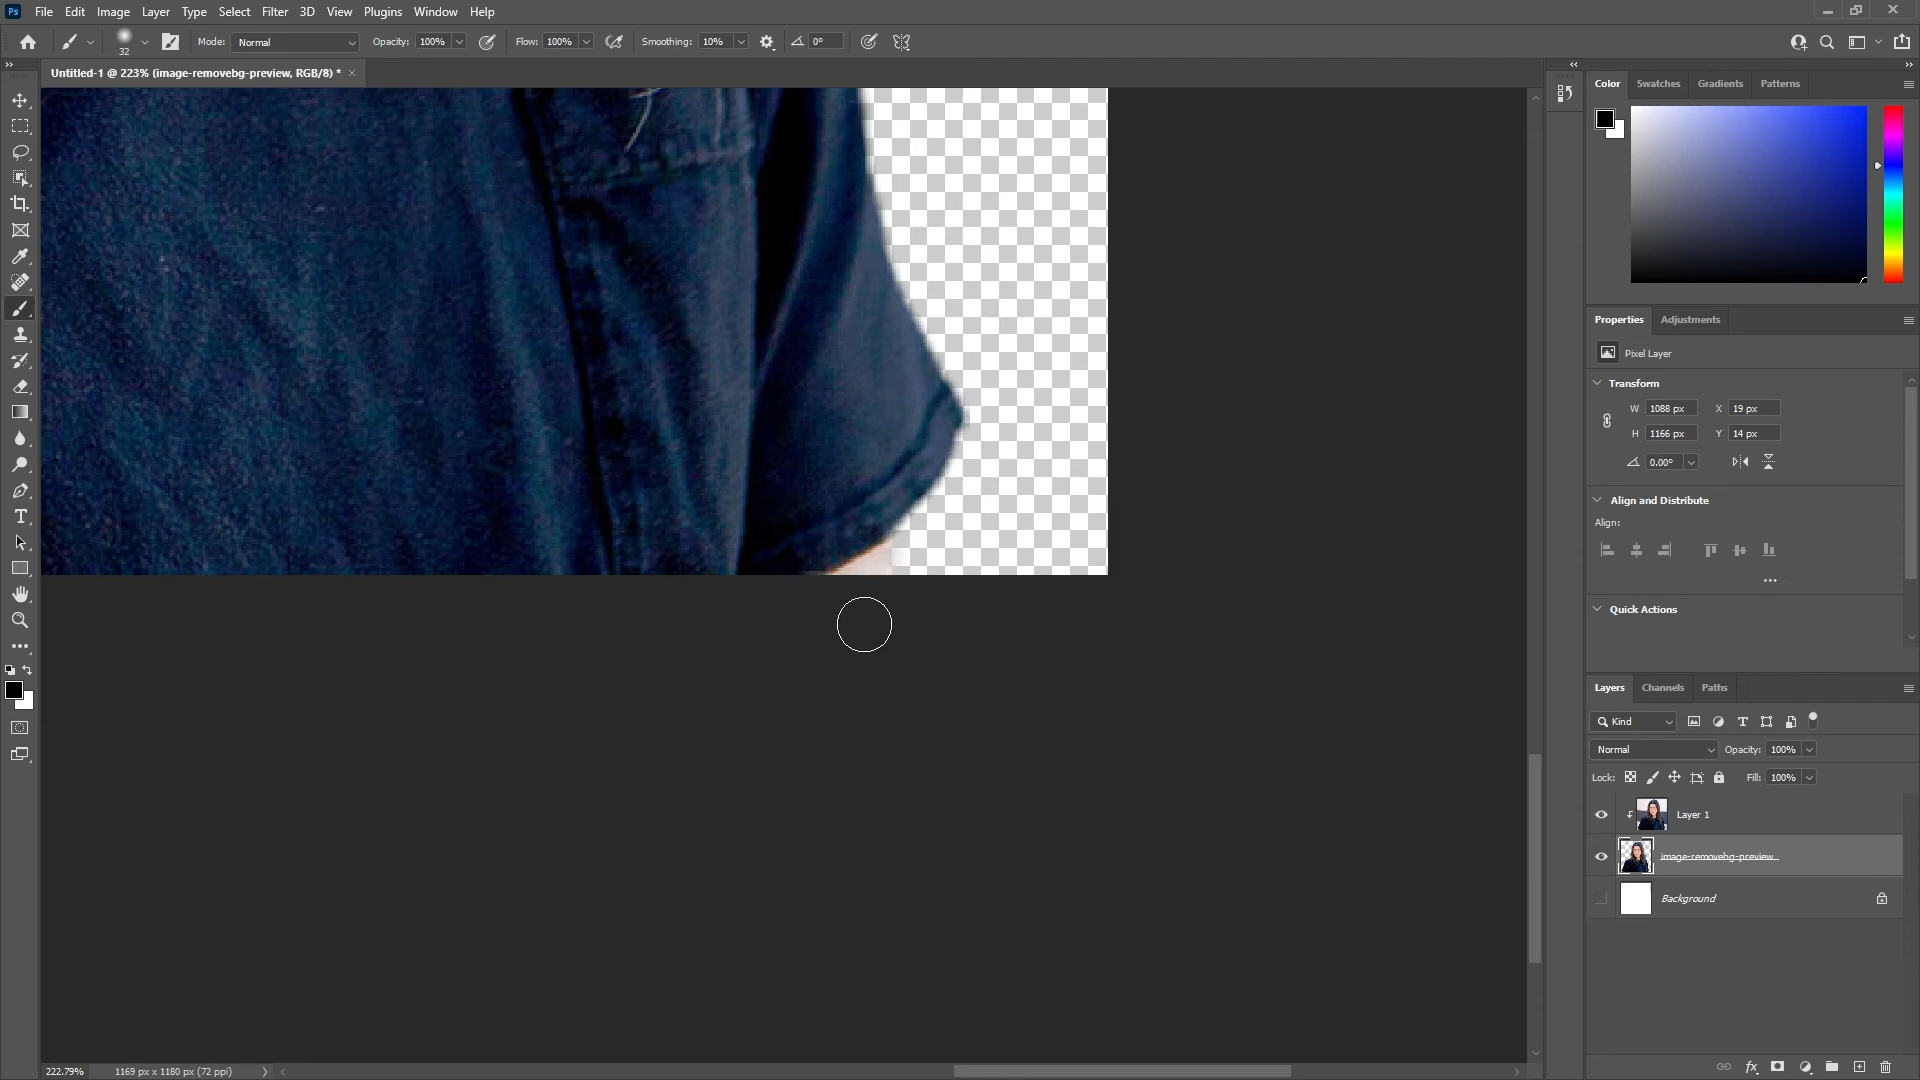 Ps File Edit Image Layer Type Select Filter 3D View Plugins Window Help
32 Mode: Normal Opacity: 100% Flow: 100% Smoothing: 10% 0°
Untitled-1 @ 223% (image-removebg-preview, RGB/8) * ×
Color Swatches Gradients Patterns
Properties Adjustments
Pixel Layer
Transform
W 1088 px X 19 px
H 1166 px Y 14 px
0.00°
Align and Distribute
Align:
Quick Actions
Layers Channels Paths
Kind
Normal Opacity: 100%
Lock: Fill: 100%
Layer 1
image-removebg-preview
Background
222.79% 1169 px x 1180 px (72 ppi)